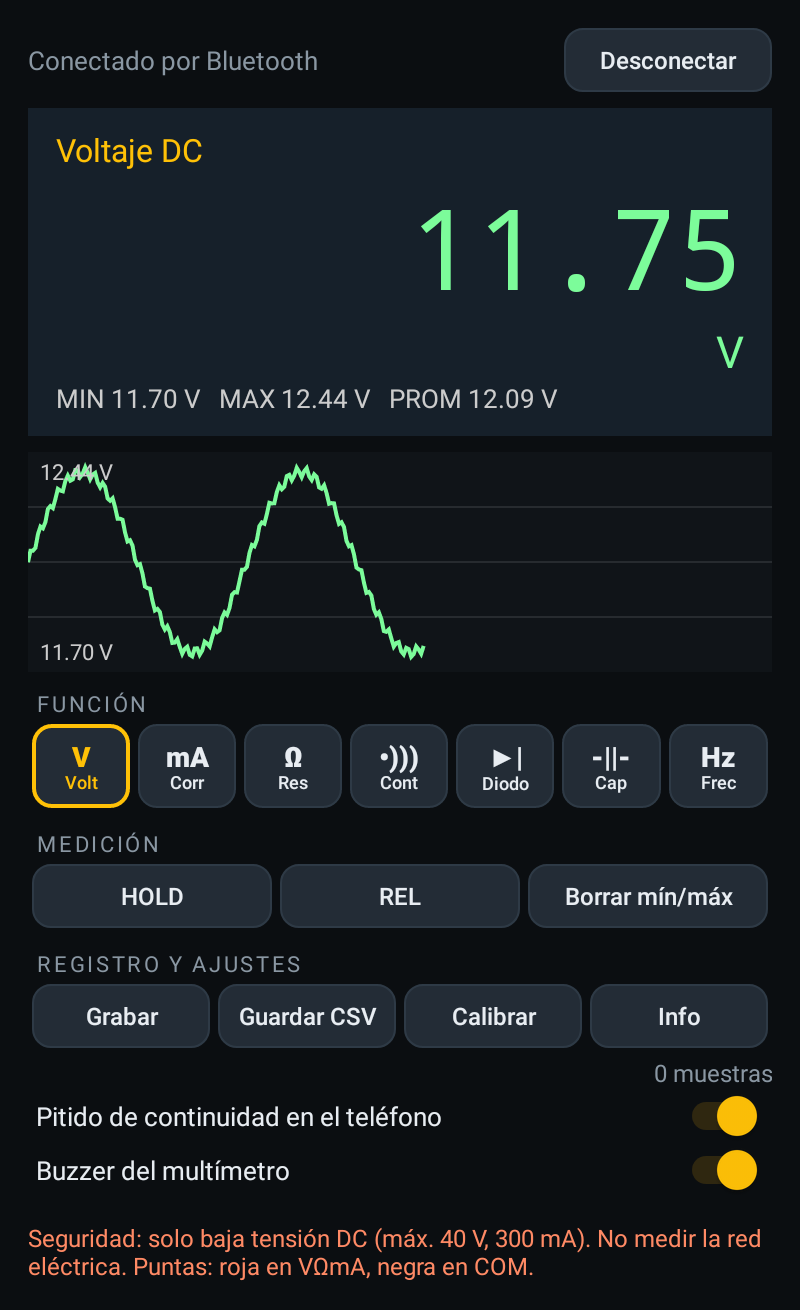 Conectado por Bluetooth
Desconectar
Voltaje DC
11.75
V
MIN 11.70 V MAX 12.44 V PROM 12.09 V
12.44 V
11.70 V
FUNCIÓN
V
Volt
mA
Corr
Ω
Res
•)))
Cont
►|
Diodo
-||-
Cap
Hz
Frec
MEDICIÓN
HOLD
REL
Borrar mín/máx
REGISTRO Y AJUSTES
Grabar
Guardar CSV
Calibrar
Info
0 muestras
Pitido de continuidad en el teléfono
Buzzer del multímetro
Seguridad: solo baja tensión DC (máx. 40 V, 300 mA). No medir la red
eléctrica. Puntas: roja en VΩmA, negra en COM.